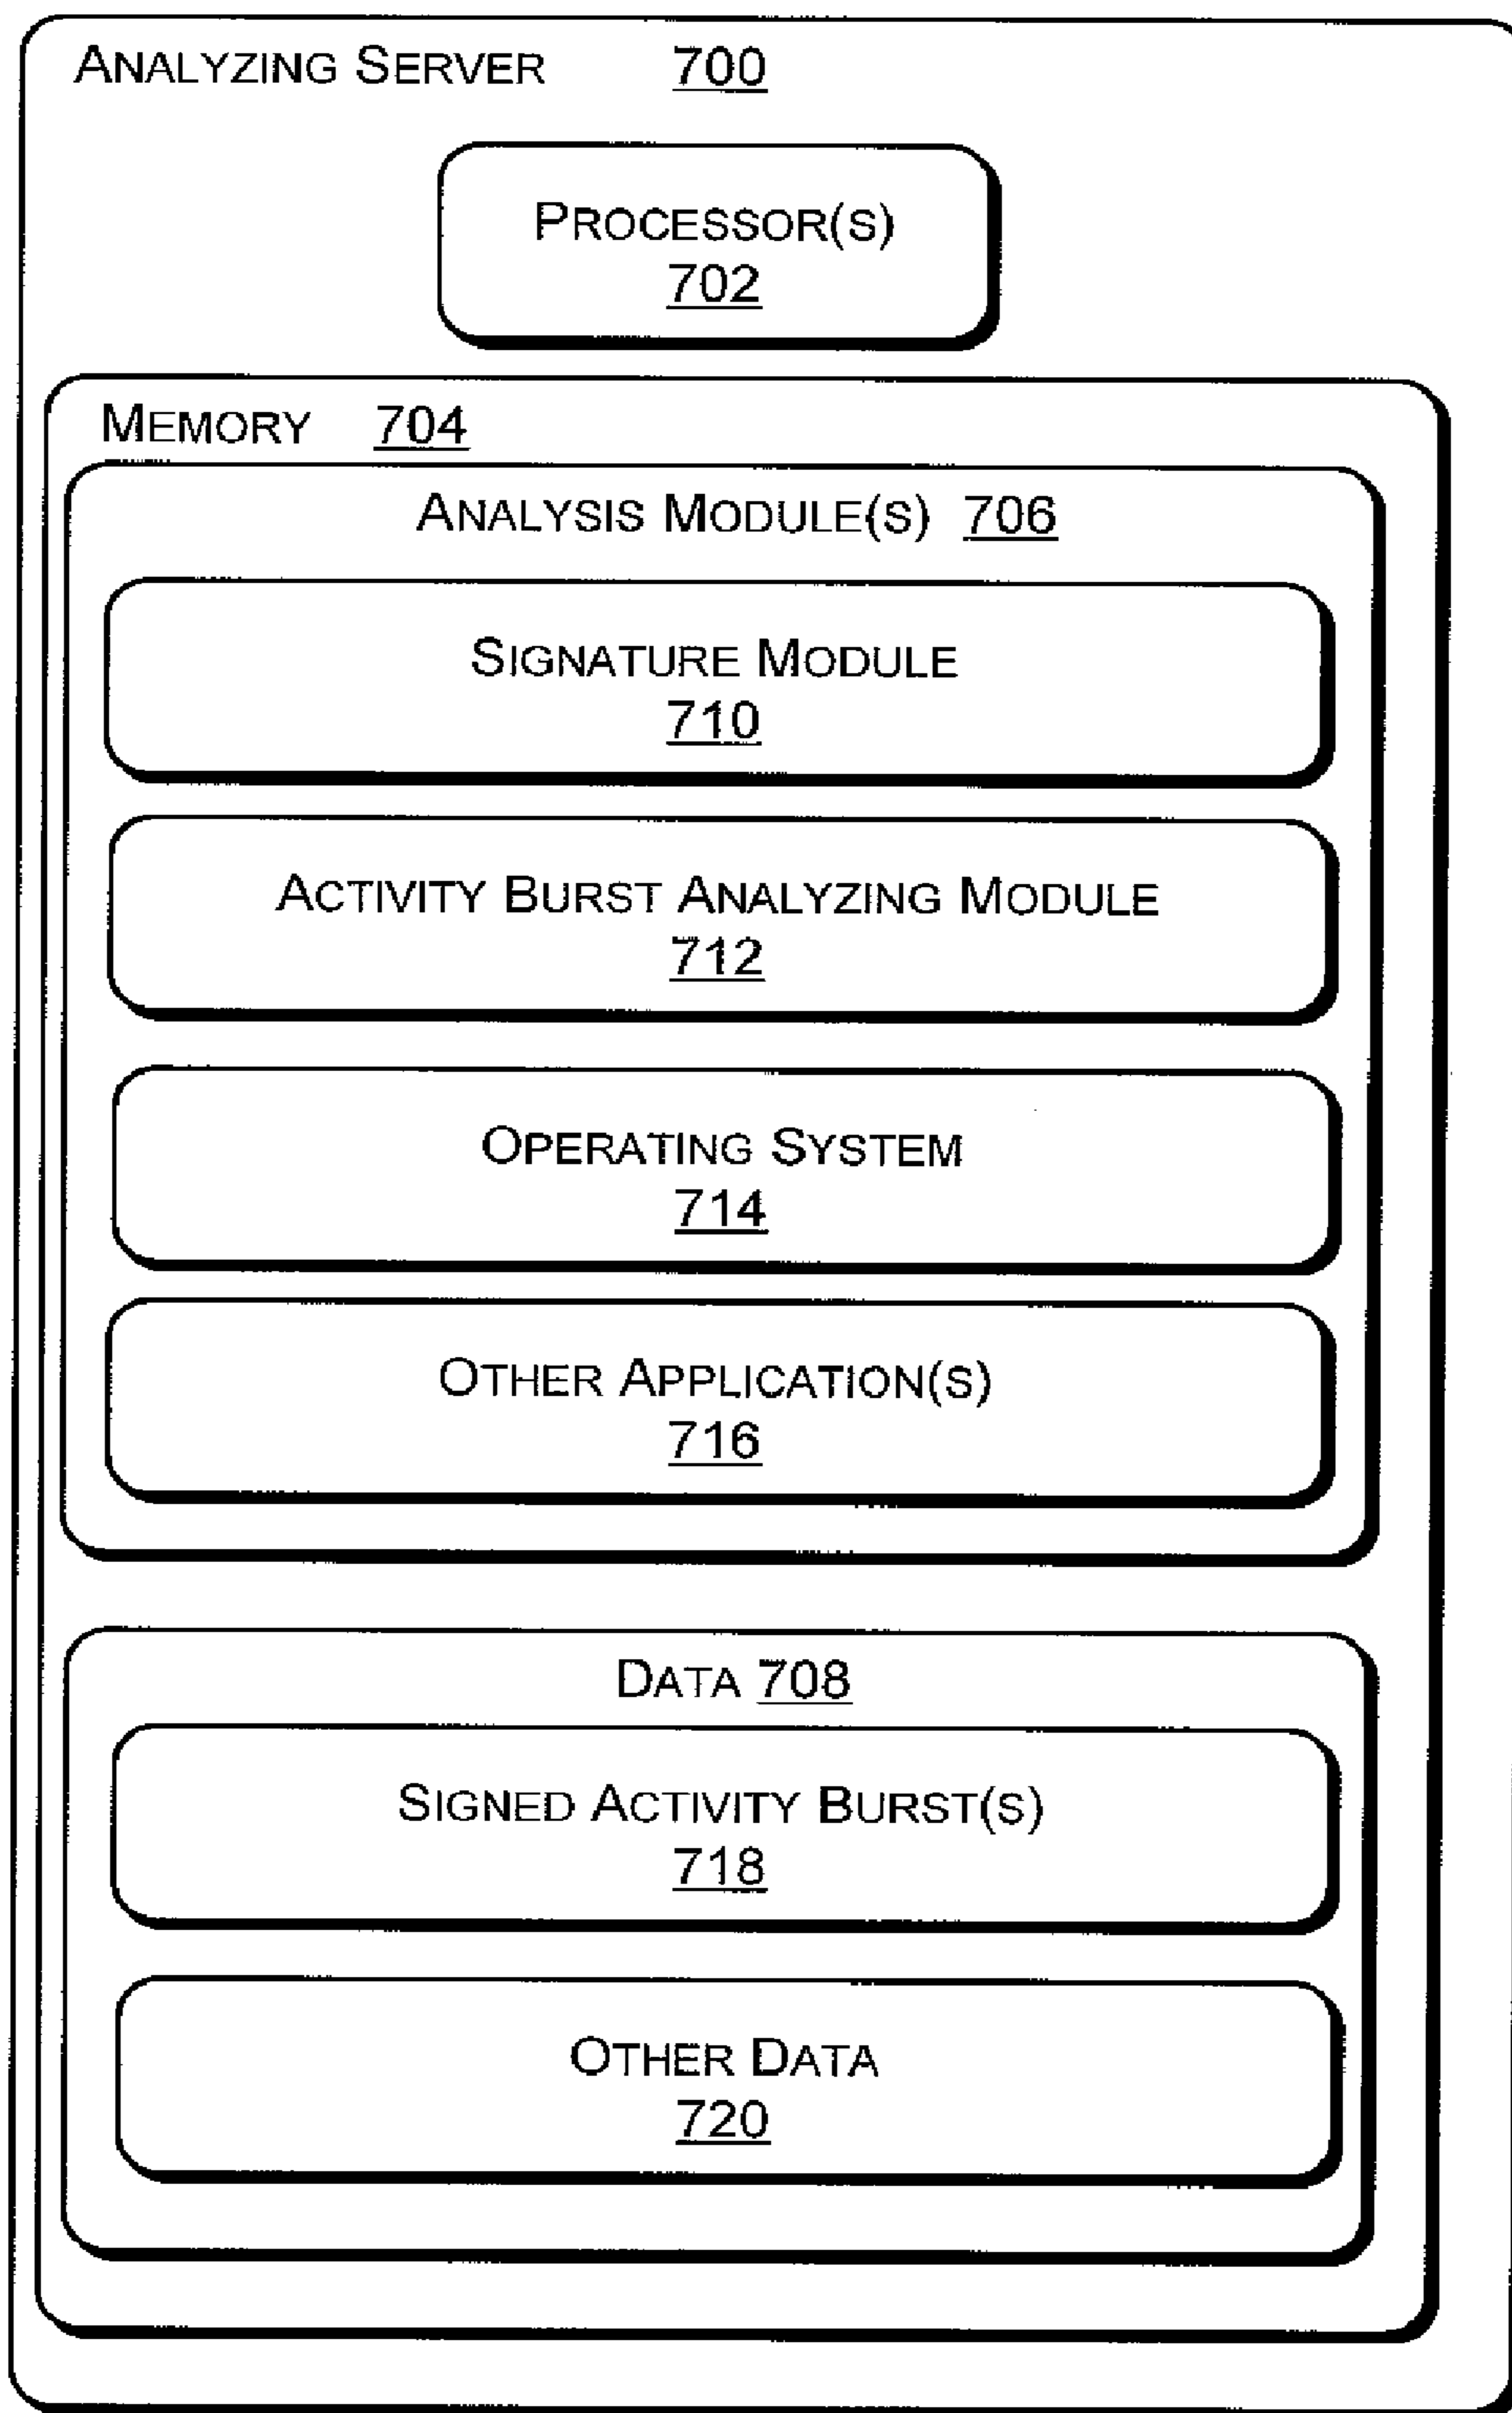 ANALYZING SERVER 700
PROCESSOR(S)
702
MEMORY 704
ANALYSIS MODULE(S) 706
SIGNATURE MODULE
710
ACTIVITY BURST ANALYZING MODULE
712
OPERATING SYSTEM
714
OTHER APPLICATION(S)
716
DATA 708
SIGNED ACTIVITY BURST(S)
718
OTHER DATA
720